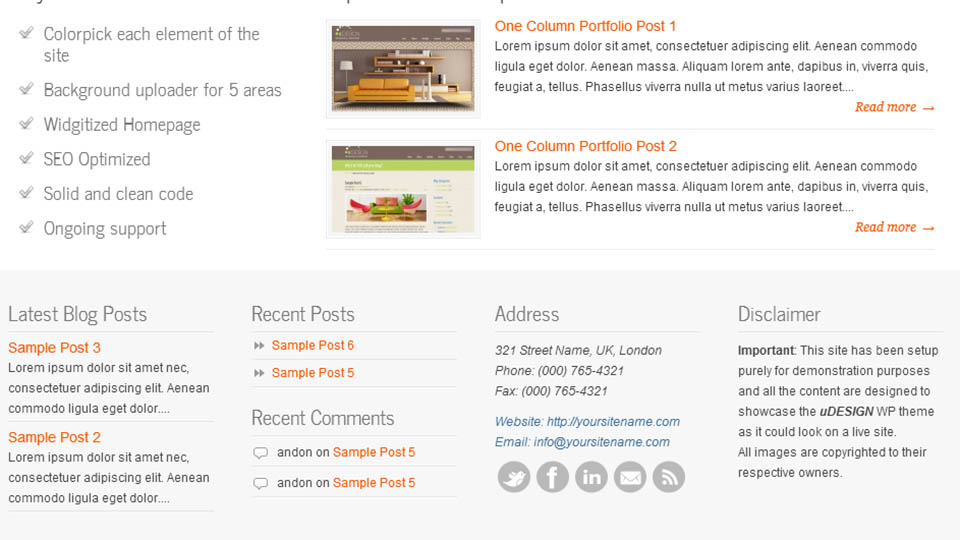 Colorpick each element of the
site
Background uploader for 5 areas
Widgitized Homepage
SEO Optimized
Solid and clean code
Ongoing support
One Column Portfolio Post 1
Lorem ipsum dolor sit amet, consectetuer adipiscing elit. Aenean commodo
ligula eget dolor. Aenean massa. Aliquam lorem ante, dapibus in, viverra quis,
feugiat a, tellus. Phasellus viverra nulla ut metus varius laoreet....
Read more →
One Column Portfolio Post 2
Lorem ipsum dolor sit amet, consectetuer adipiscing elit. Aenean commodo
ligula eget dolor. Aenean massa. Aliquam lorem ante, dapibus in, viverra quis,
feugiat a, tellus. Phasellus viverra nulla ut metus varius laoreet....
Read more →
Latest Blog Posts
Sample Post 3
Lorem ipsum dolor sit amet nec,
consectetuer adipiscing elit. Aenean
commodo ligula eget dolor....
Sample Post 2
Lorem ipsum dolor sit amet nec,
consectetuer adipiscing elit. Aenean
commodo ligula eget dolor....
Recent Posts
Sample Post 6
Sample Post 5
Recent Comments
andon on Sample Post 5
andon on Sample Post 5
Address
321 Street Name, UK, London
Phone: (000) 765-4321
Fax: (000) 765-4321
Website: http://yoursitename.com
Email: info@yoursitename.com
Disclaimer
Important: This site has been setup
purely for demonstration purposes
and all the content are designed to
showcase the uDESIGN WP theme
as it could look on a live site.
All images are copyrighted to their
respective owners.